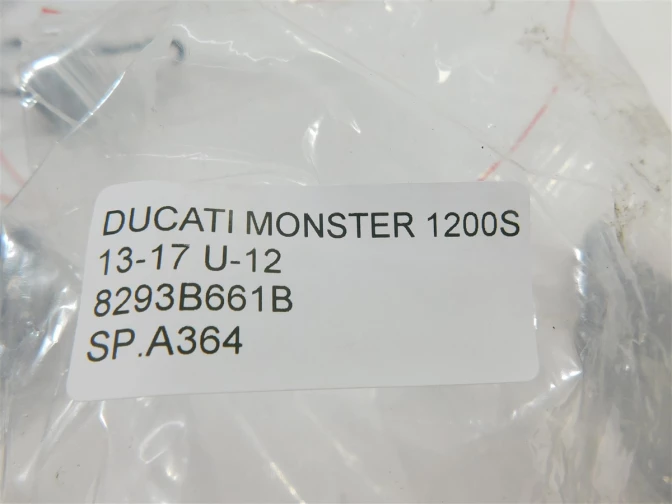 DUCATI MONSTER 1200S
13-17 U-12
8293B661B
SP.A364